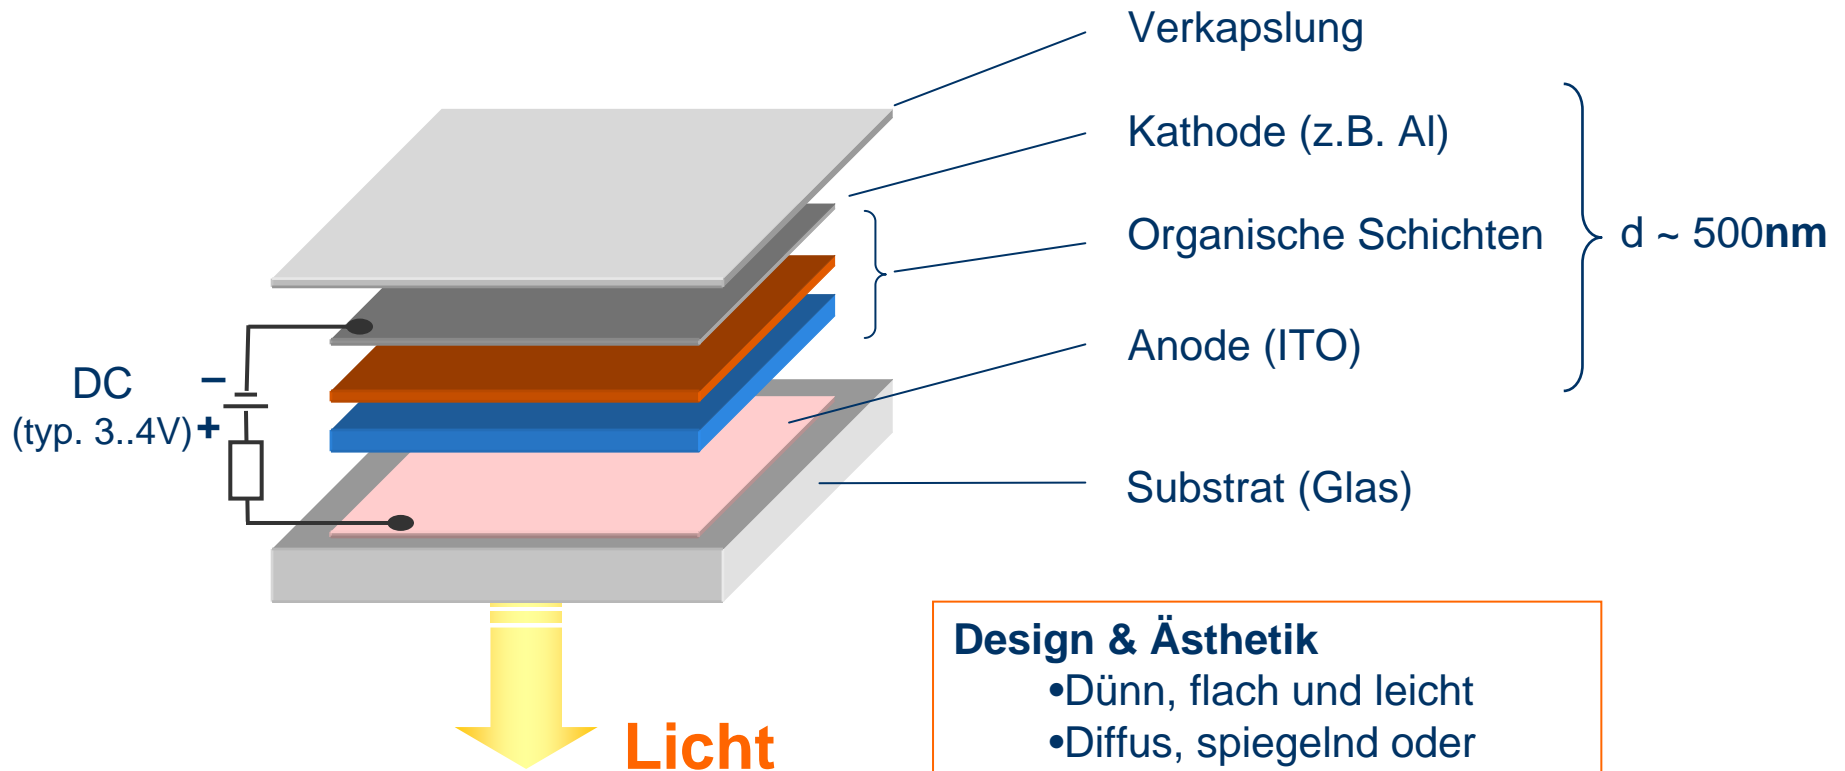 Verkapslung
Kathode (z.B. Al)
Organische Schichten
d ~ 500nm
Anode (ITO)
DC
–
(typ. 3..4V)
+
Substrat (Glas)
Licht
Design & Ästhetik
•Dünn, flach und leicht
•Diffus, spiegelnd oder